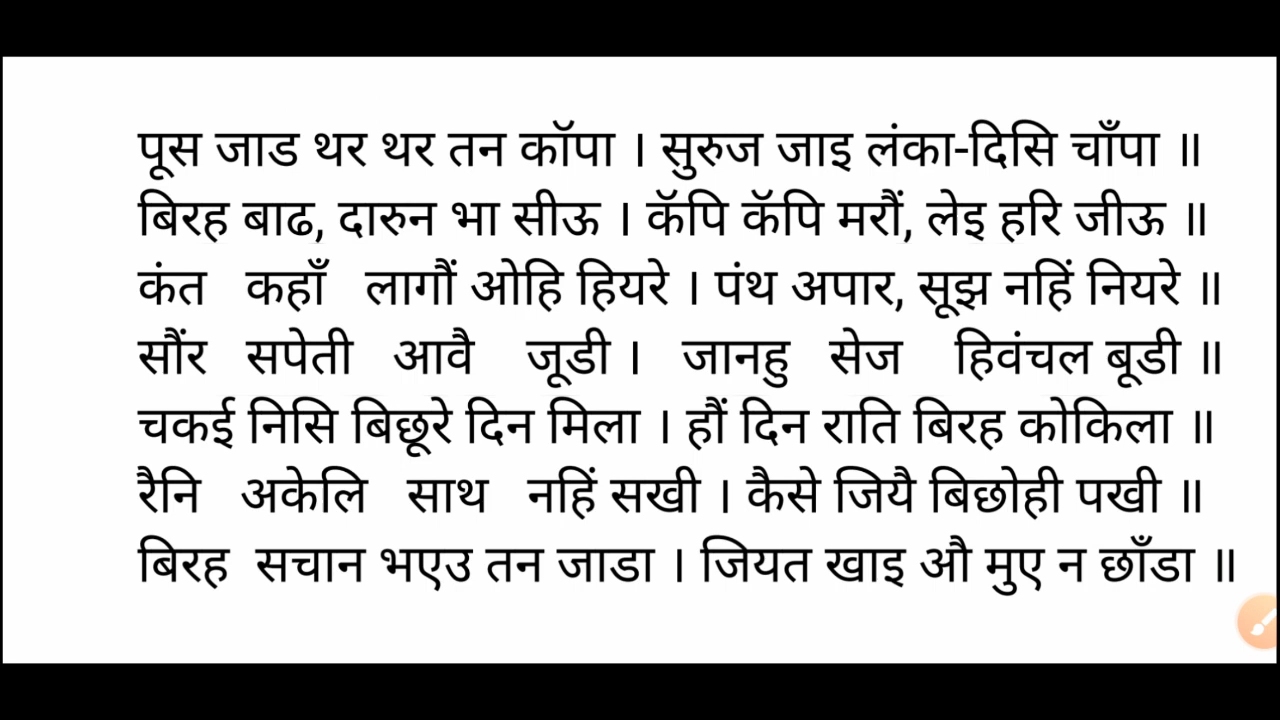 पूस जाड थर थर तन कॉपा । सुरुज जाइ लंका-दिसि चाँपा ॥
बिरह बाढ, दारुन भा सीऊ । कॅपि कॅपि मरौं, लेइ हरि जीऊ ॥
कंत कहाँ लागौं ओहि हियरे । पंथ अपार, सूझ नहिं नियरे ॥
सौंर सपेती आवै जूडी । जानहु सेज हिवंचल बूडी ॥
चकई निसि बिछूरे दिन मिला । हौं दिन राति बिरह कोकिला ॥
रैनि अकेलि साथ नहिं सखी । कैसे जियै बिछोही पखी ॥
बिरह सचान भएउ तन जाडा । जियत खाइ औ मुए न छाँडा ॥